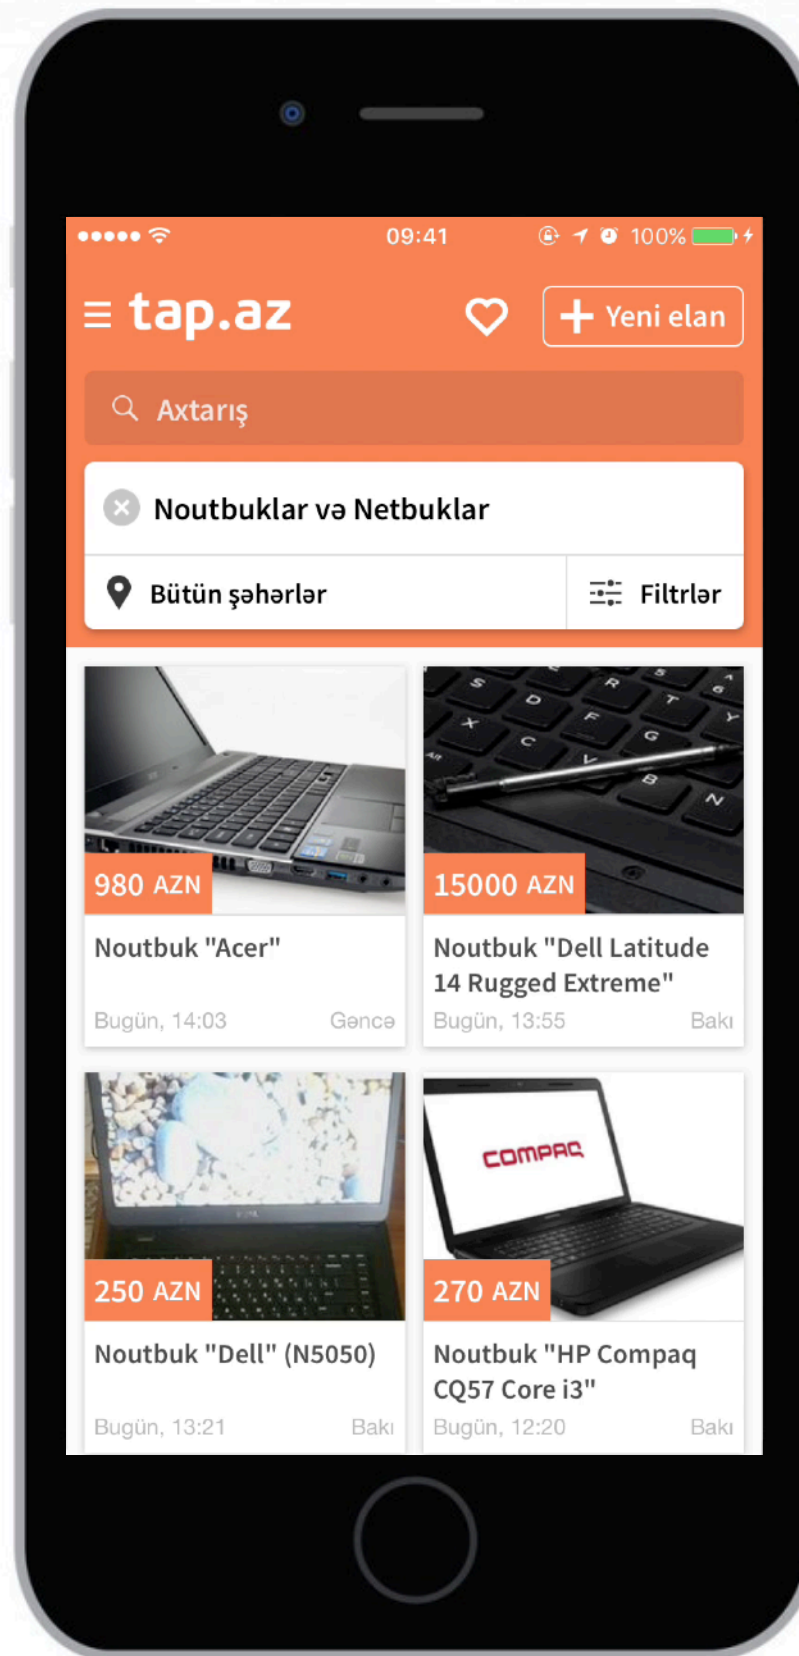 09:41
100%
tap.az
Yeni elan
Axtarış
Noutbuklar və Netbuklar
Bütün şəhərlər
Filtrlər
980 AZN
Noutbuk "Acer"
Bugün, 14:03 Gəncə
15000 AZN
Noutbuk "Dell Latitude
14 Rugged Extreme"
Bugün, 13:55 Bakı
250 AZN
Noutbuk "Dell" (N5050)
Bugün, 13:21 Bakı
COMPAQ
270 AZN
Noutbuk "HP Compaq
CQ57 Core i3"
Bugün, 12:20 Bakı